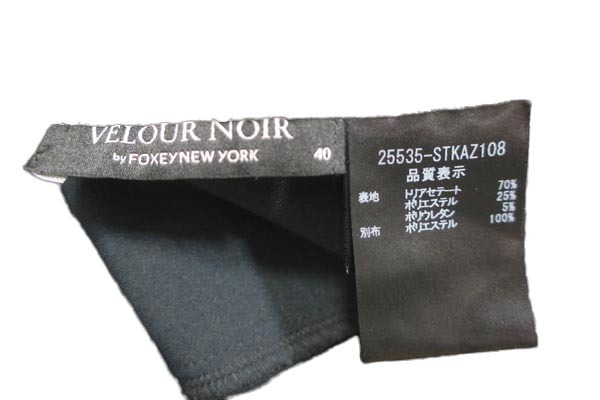 VELOUR NOIR
by FOXEY NEW YORK 40
25535-STKAZ108
品質表示
表地 トリアセテート 70%
ポリエステル 25%
ポリウレタン 5%
別布 ポリエステル 100%